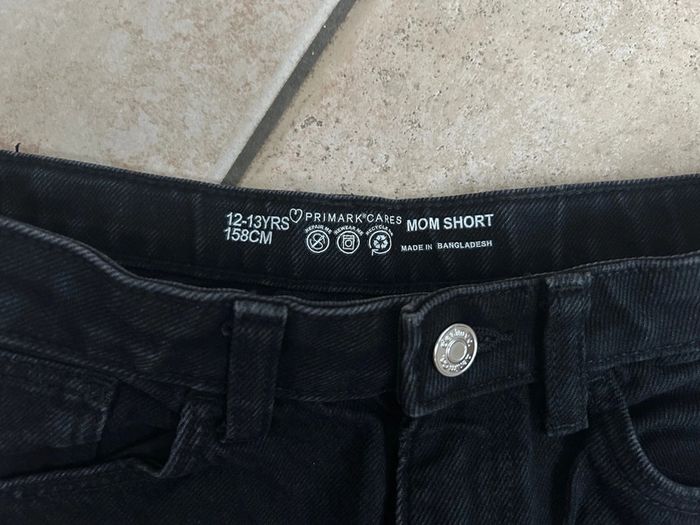 12-13YRS
158CM
PRIMARK®CARES
REPAIR ME REWEAR ME RECYCLE ME
MOM SHORT
MADE IN BANGLADESH